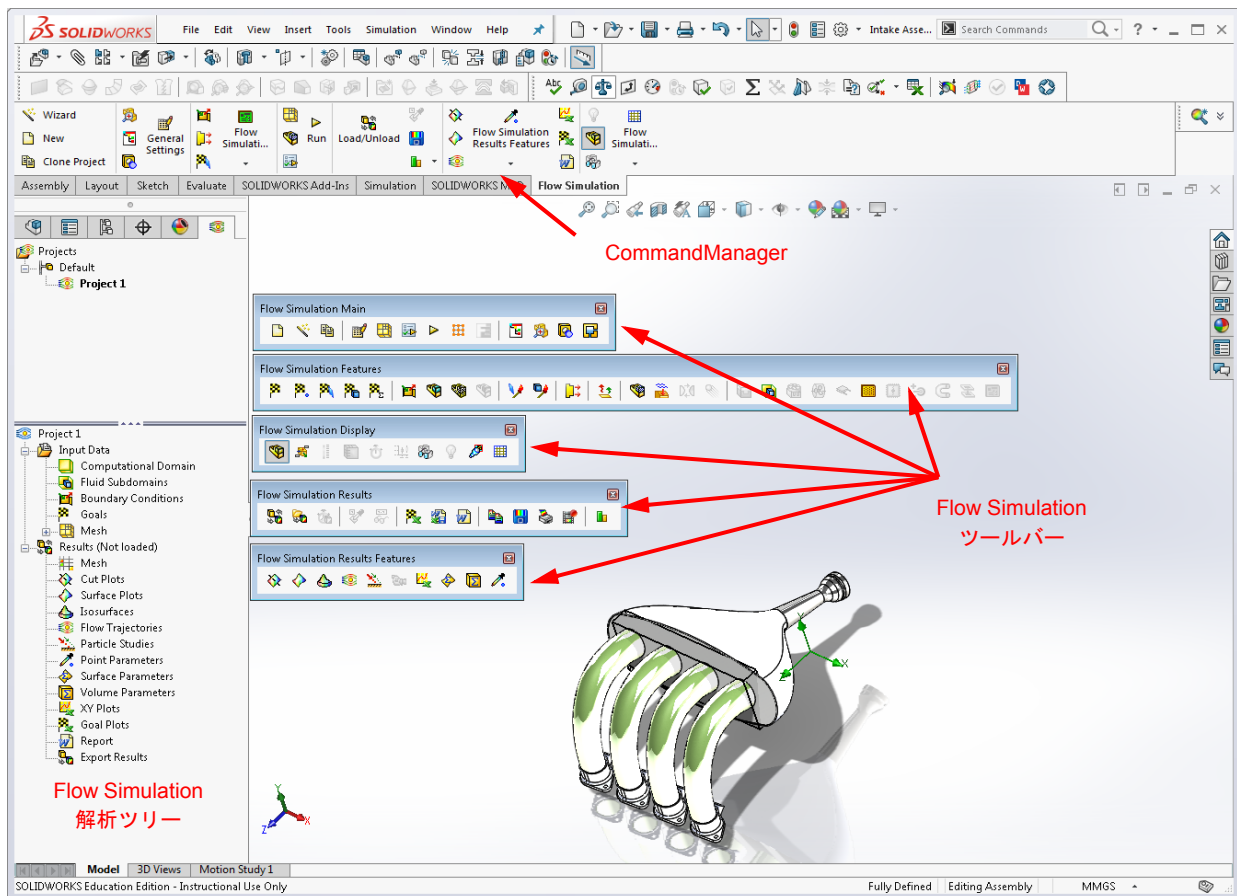 SOLIDWORKS File Edit View Insert Tools Simulation Window Help Intake Asse... Search Commands ?
Abc
Wizard
New
Clone Project
General Settings
Flow Simulati...
Run
Load/Unload
Flow Simulation Results Features
Flow Simulati...
Assembly Layout Sketch Evaluate SOLIDWORKS Add-Ins Simulation SOLIDWORKS Flow Simulation
CommandManager
Projects
Default
Project 1
Flow Simulation Main
Flow Simulation Features
Flow Simulation Display
Flow Simulation Results
Flow Simulation Results Features
Flow Simulation
ツールバー
Project 1
Input Data
Computational Domain
Fluid Subdomains
Boundary Conditions
Goals
Mesh
Results (Not loaded)
Mesh
Cut Plots
Surface Plots
Isosurfaces
Flow Trajectories
Particle Studies
Point Parameters
Surface Parameters
Volume Parameters
XY Plots
Goal Plots
Report
Export Results
Flow Simulation
解析ツリー
Y
X
Z
Y
X
Z
Model 3D Views Motion Study 1
SOLIDWORKS Education Edition - Instructional Use Only Fully Defined Editing Assembly MMGS